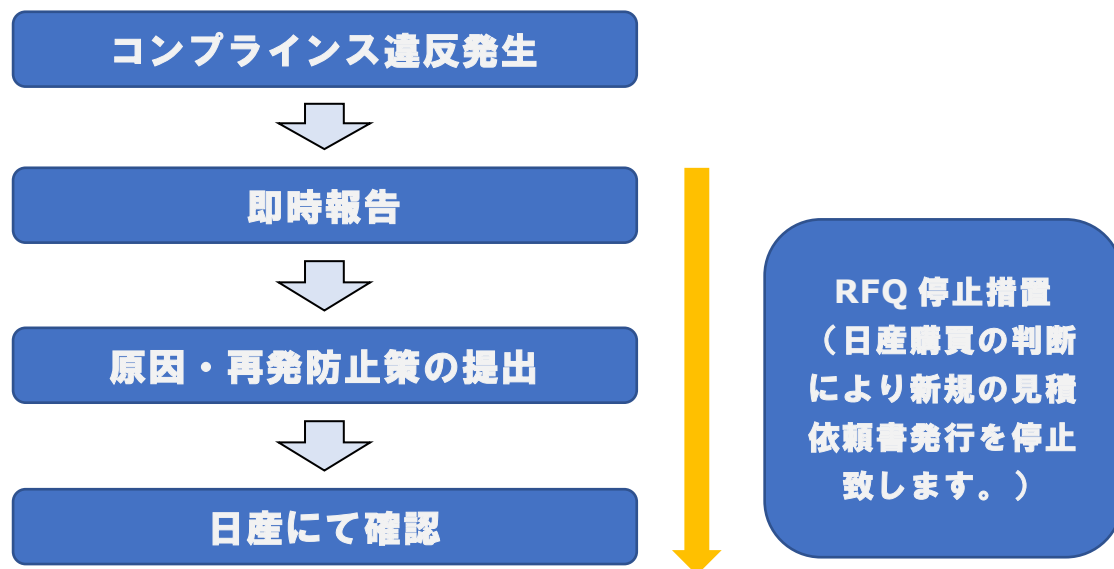 コンプラインス違反発生
即時報告
原因・再発防止策の提出
日産にて確認
RFQ 停止措置
（日産購買の判断
により新規の見積
依頼書発行を停止
致します。）